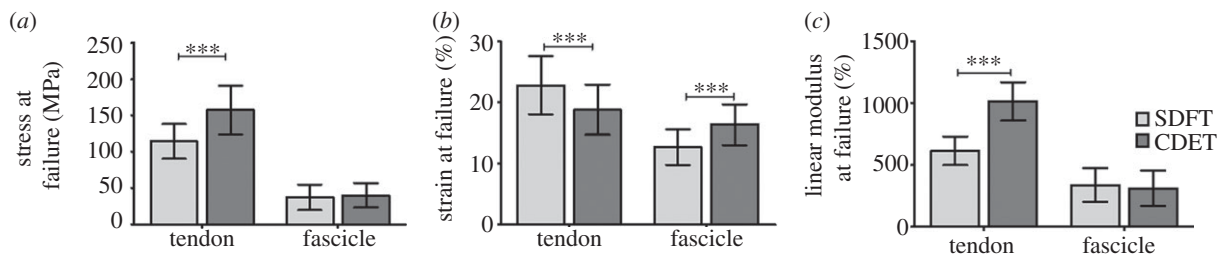 (a)
stress at
failure (MPa)
250
200
150
100
50
0
***
tendon
fascicle
(b)
strain at failure (%)
30
20
10
0
***
***
tendon
fascicle
(c)
linear modulus
at failure (%)
1500
1000
500
0
***
SDFT
CDET
tendon
fascicle